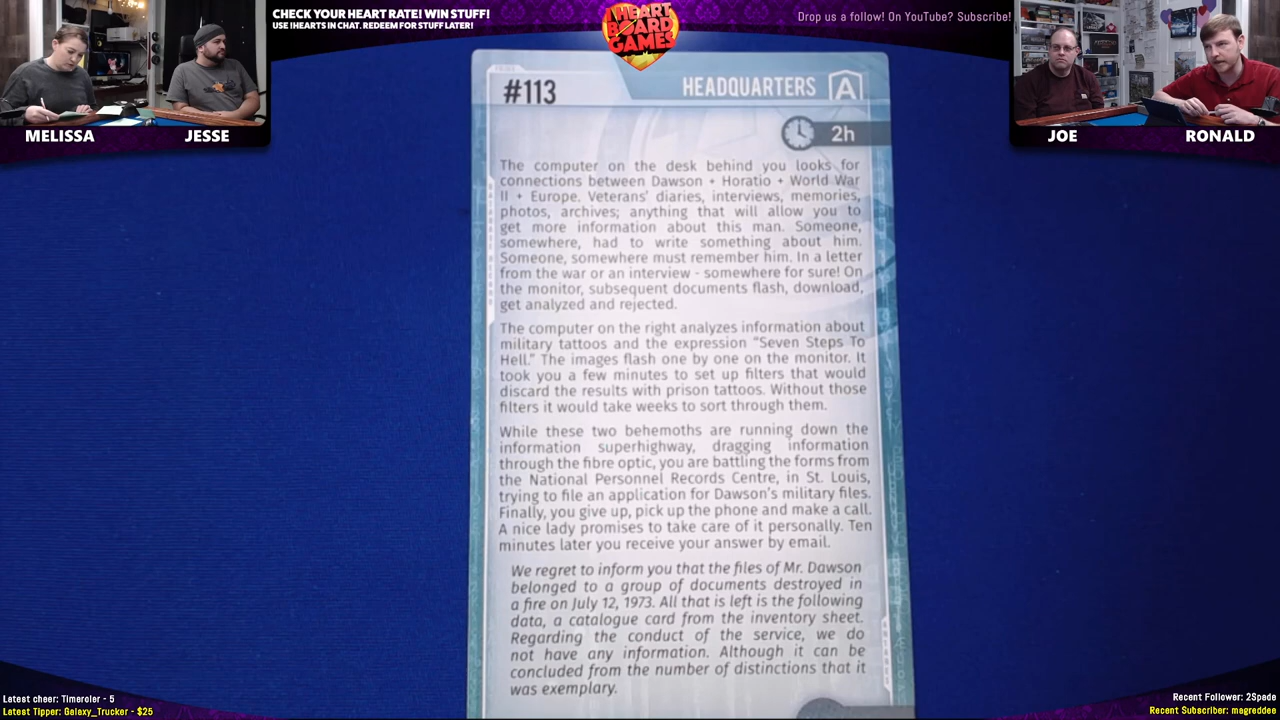 CHECK YOUR HEART RATE! WIN STUFF!
USE !HEARTS IN CHAT. REDEEM FOR STUFF LATER!
I HEART
BOARD
GAMES
Drop us a follow! On YouTube? Subscribe!
MELISSA
JESSE
JOE
RONALD
#113
HEADQUARTERS A
2h
The computer on the desk behind you looks for
connections between Dawson + Horatio + World War
II + Europe. Veterans' diaries, interviews, memories,
photos, archives; anything that will allow you to
get more information about this man. Someone,
somewhere, had to write something about him.
Someone, somewhere must remember him. In a letter
from the war or an interview - somewhere for sure! On
the monitor, subsequent documents flash, download,
get analyzed and rejected.
The computer on the right analyzes information about
military tattoos and the expression "Seven Steps To
Hell." The images flash one by one on the monitor. It
took you a few minutes to set up filters that would
discard the results with prison tattoos. Without those
filters it would take weeks to sort through them.
While these two behemoths are running down the
information superhighway, dragging information
through the fibre optic, you are battling the forms from
the National Personnel Records Centre, in St. Louis,
trying to file an application for Dawson's military files.
Finally, you give up, pick up the phone and make a call.
A nice lady promises to take care of it personally. Ten
minutes later you receive your answer by email.
We regret to inform you that the files of Mr. Dawson
belonged to a group of documents destroyed in
a fire on July 12, 1973. All that is left is the following
data, a catalogue card from the inventory sheet.
Regarding the conduct of the service, we do
not have any information. Although it can be
concluded from the number of distinctions that it
was exemplary.
Latest cheer: Timeroler - 5
Latest Tipper: Galaxy_Trucker - $25
Recent Follower: 2Spade
Recent Subscriber: magreddee